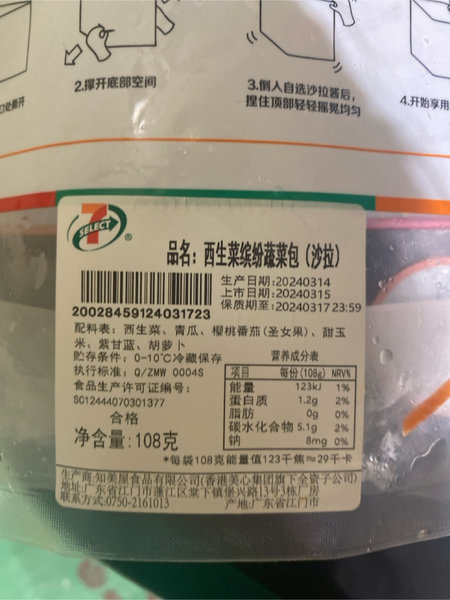 口处撕开
2.撑开底部空间
3.倒入自选沙拉酱后,
捏住顶部轻轻摇晃均匀
4.开始享用
7
SELECT
®
品名：西生菜缤纷蔬菜包（沙拉）
生产日期:20240314
上市日期:20240315
保质期至:20240317 23:59
20028459124031723
配料表：西生菜、青瓜、樱桃番茄(圣女果)、甜玉
米、紫甘蓝、胡萝卜
贮存条件：0-10℃冷藏保存
执行标准：Q/ZMW 0004S
食品生产许可证编号：
SC12444070301377
合格
净含量:108克
营养成分表
项目 每份(108g) NRV%
能量 123kJ 1%
蛋白质 1.2g 2%
脂肪 0g 0%
碳水化合物 5.1g 2%
钠 8mg 0%
*每袋108克能量值123千焦≈29千卡
生产商:知美屋食品有限公司(香港美心集团旗下全资子公司)
地址:广东省江门市蓬江区棠下镇堡兴路13号3栋厂房
联系方式:0750-2161013 产地:广东省江门市